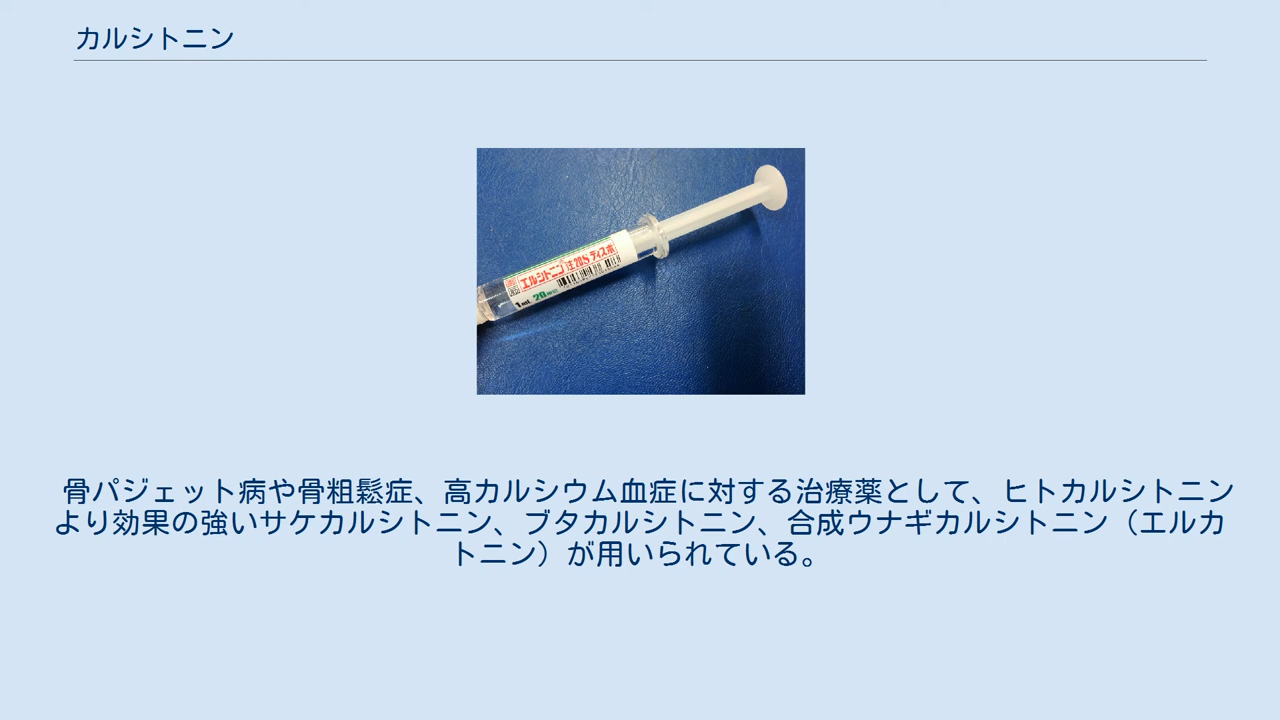 カルシトニン
エルシトニン注20S ディスポ
1mL 20
骨パジェット病や骨粗鬆症、高カルシウム血症に対する治療薬として、ヒトカルシトニン
より効果の強いサケカルシトニン、ブタカルシトニン、合成ウナギカルシトニン（エルカ
トニン）が用いられている。